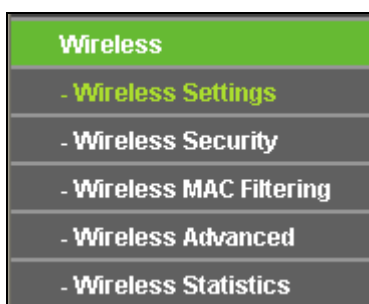 Wireless
- Wireless Settings
- Wireless Security
- Wireless MAC Filtering
- Wireless Advanced
- Wireless Statistics